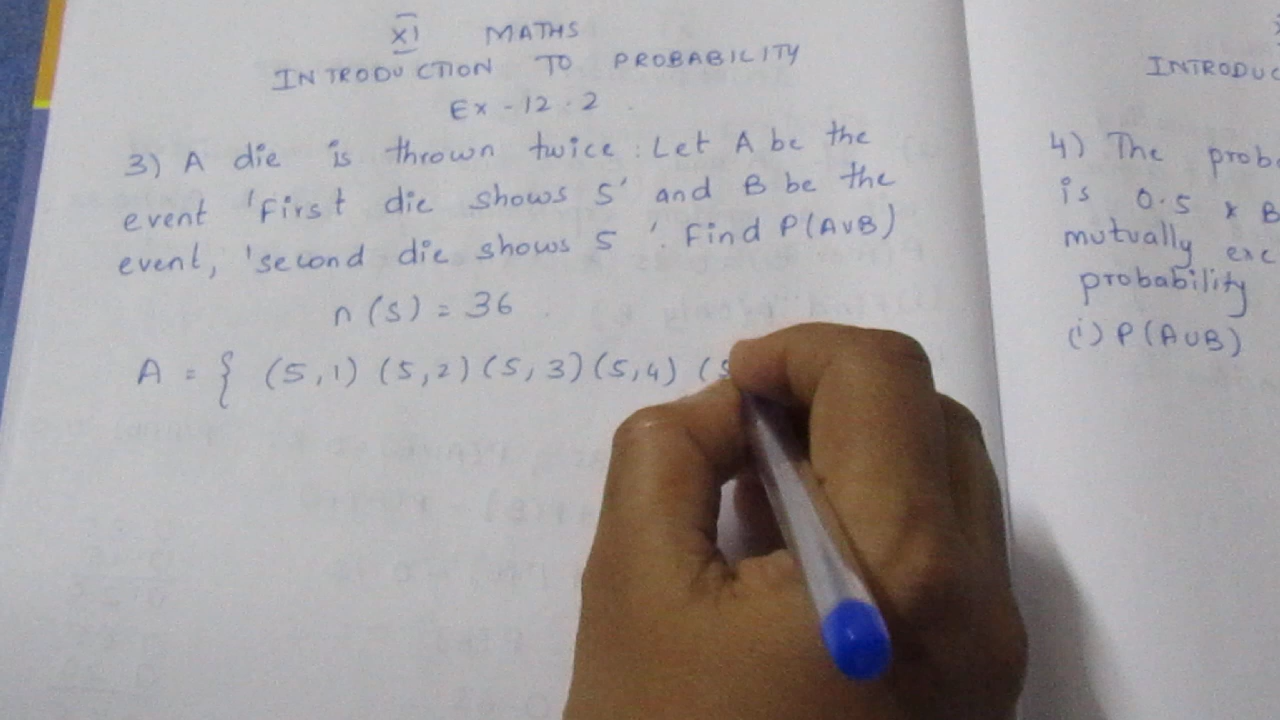 XI MATHS
INTRODUCTION TO PROBABILITY
Ex - 12.2
3) A die is thrown twice. Let A be the
event 'First die shows 5' and B be the
event, 'second die shows 5'. Find P(A∪B)
n(S) = 36
A = { (5,1) (5,2) (5,3) (5,4) (5
INTRODUC
4) The prob
is 0.5 & B
mutually exc
probability
(i) P(A∪B)